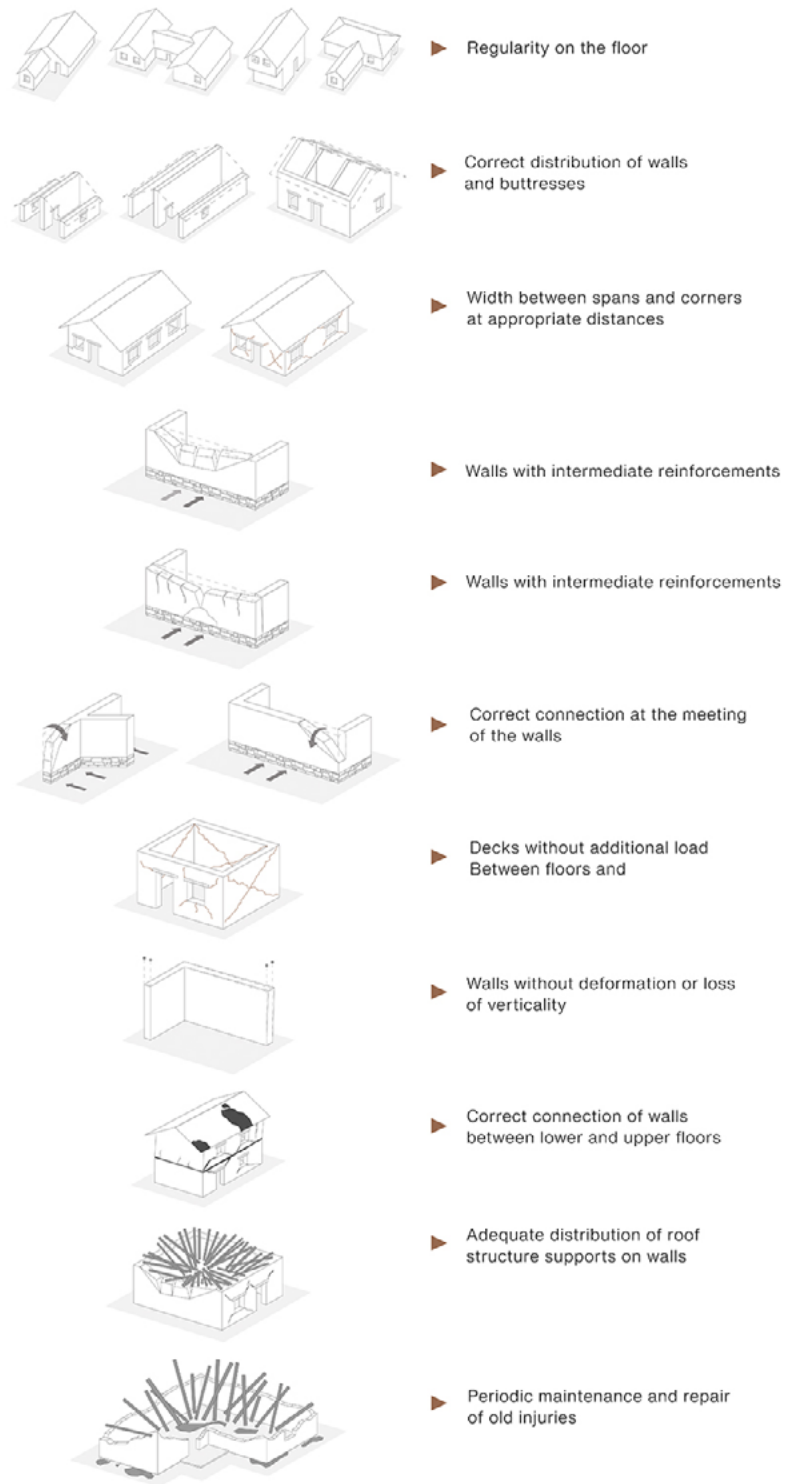 Regularity on the floor
Correct distribution of walls
and buttresses
Width between spans and corners
at appropriate distances
Walls with intermediate reinforcements
Walls with intermediate reinforcements
Correct connection at the meeting
of the walls
Decks without additional load
Between floors and
Walls without deformation or loss
of verticality
Correct connection of walls
between lower and upper floors
Adequate distribution of roof
structure supports on walls
Periodic maintenance and repair
of old injuries